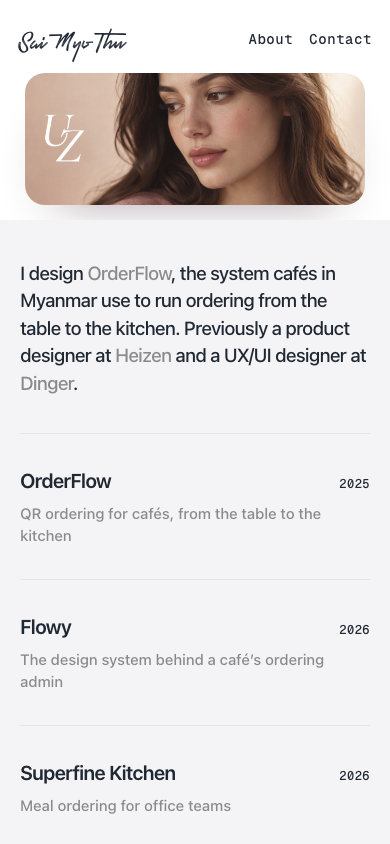 Sai Myo Thu
About Contact
UZ
I design OrderFlow, the system cafés in
Myanmar use to run ordering from the
table to the kitchen. Previously a product
designer at Heizen and a UX/UI designer at
Dinger.
OrderFlow 2025
QR ordering for cafés, from the table to the
kitchen
Flowy 2026
The design system behind a café’s ordering
admin
Superfine Kitchen 2026
Meal ordering for office teams